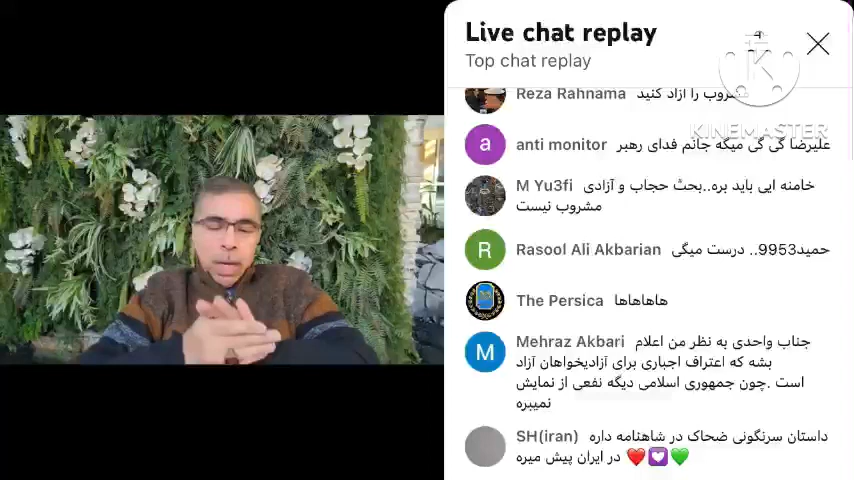 Live chat replay
Top chat replay
KINEMASTER
Reza Rahnama مشروب را آزاد کنید
anti monitor علیرضا گی گی میگه جانم فدای رهبر
M Yu3fi خامنه ایی باید بره..بحث حجاب و آزادی
مشروب نیست
Rasool Ali Akbarian حمید9953.. درست میگی
The Persica هاهاهاها
Mehraz Akbari جناب واحدی به نظر من اعلام
بشه که اعتراف اجباری برای آزادیخواهان آزاد
است .چون جمهوری اسلامی دیگه نفعی از نمایش
نمیبره
SH(iran) داستان سرنگونی ضحاک در شاهنامه داره
در ایران پیش میره ❤️💟💚